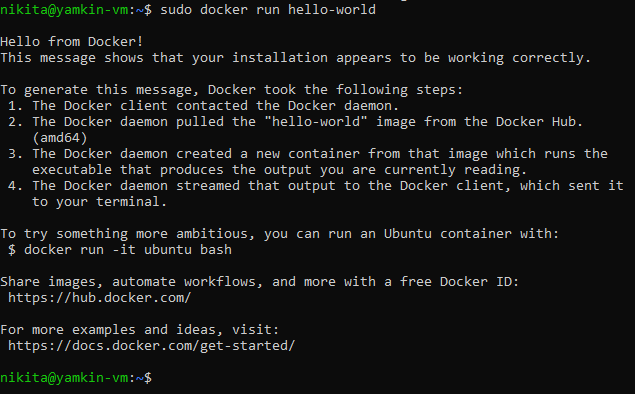 nikita@yamkin-vm:~$ sudo docker run hello-world

Hello from Docker!
This message shows that your installation appears to be working correctly.

To generate this message, Docker took the following steps:
 1. The Docker client contacted the Docker daemon.
 2. The Docker daemon pulled the "hello-world" image from the Docker Hub.
    (amd64)
 3. The Docker daemon created a new container from that image which runs the
    executable that produces the output you are currently reading.
 4. The Docker daemon streamed that output to the Docker client, which sent it
    to your terminal.

To try something more ambitious, you can run an Ubuntu container with:
 $ docker run -it ubuntu bash

Share images, automate workflows, and more with a free Docker ID:
 https://hub.docker.com/

For more examples and ideas, visit:
 https://docs.docker.com/get-started/

nikita@yamkin-vm:~$